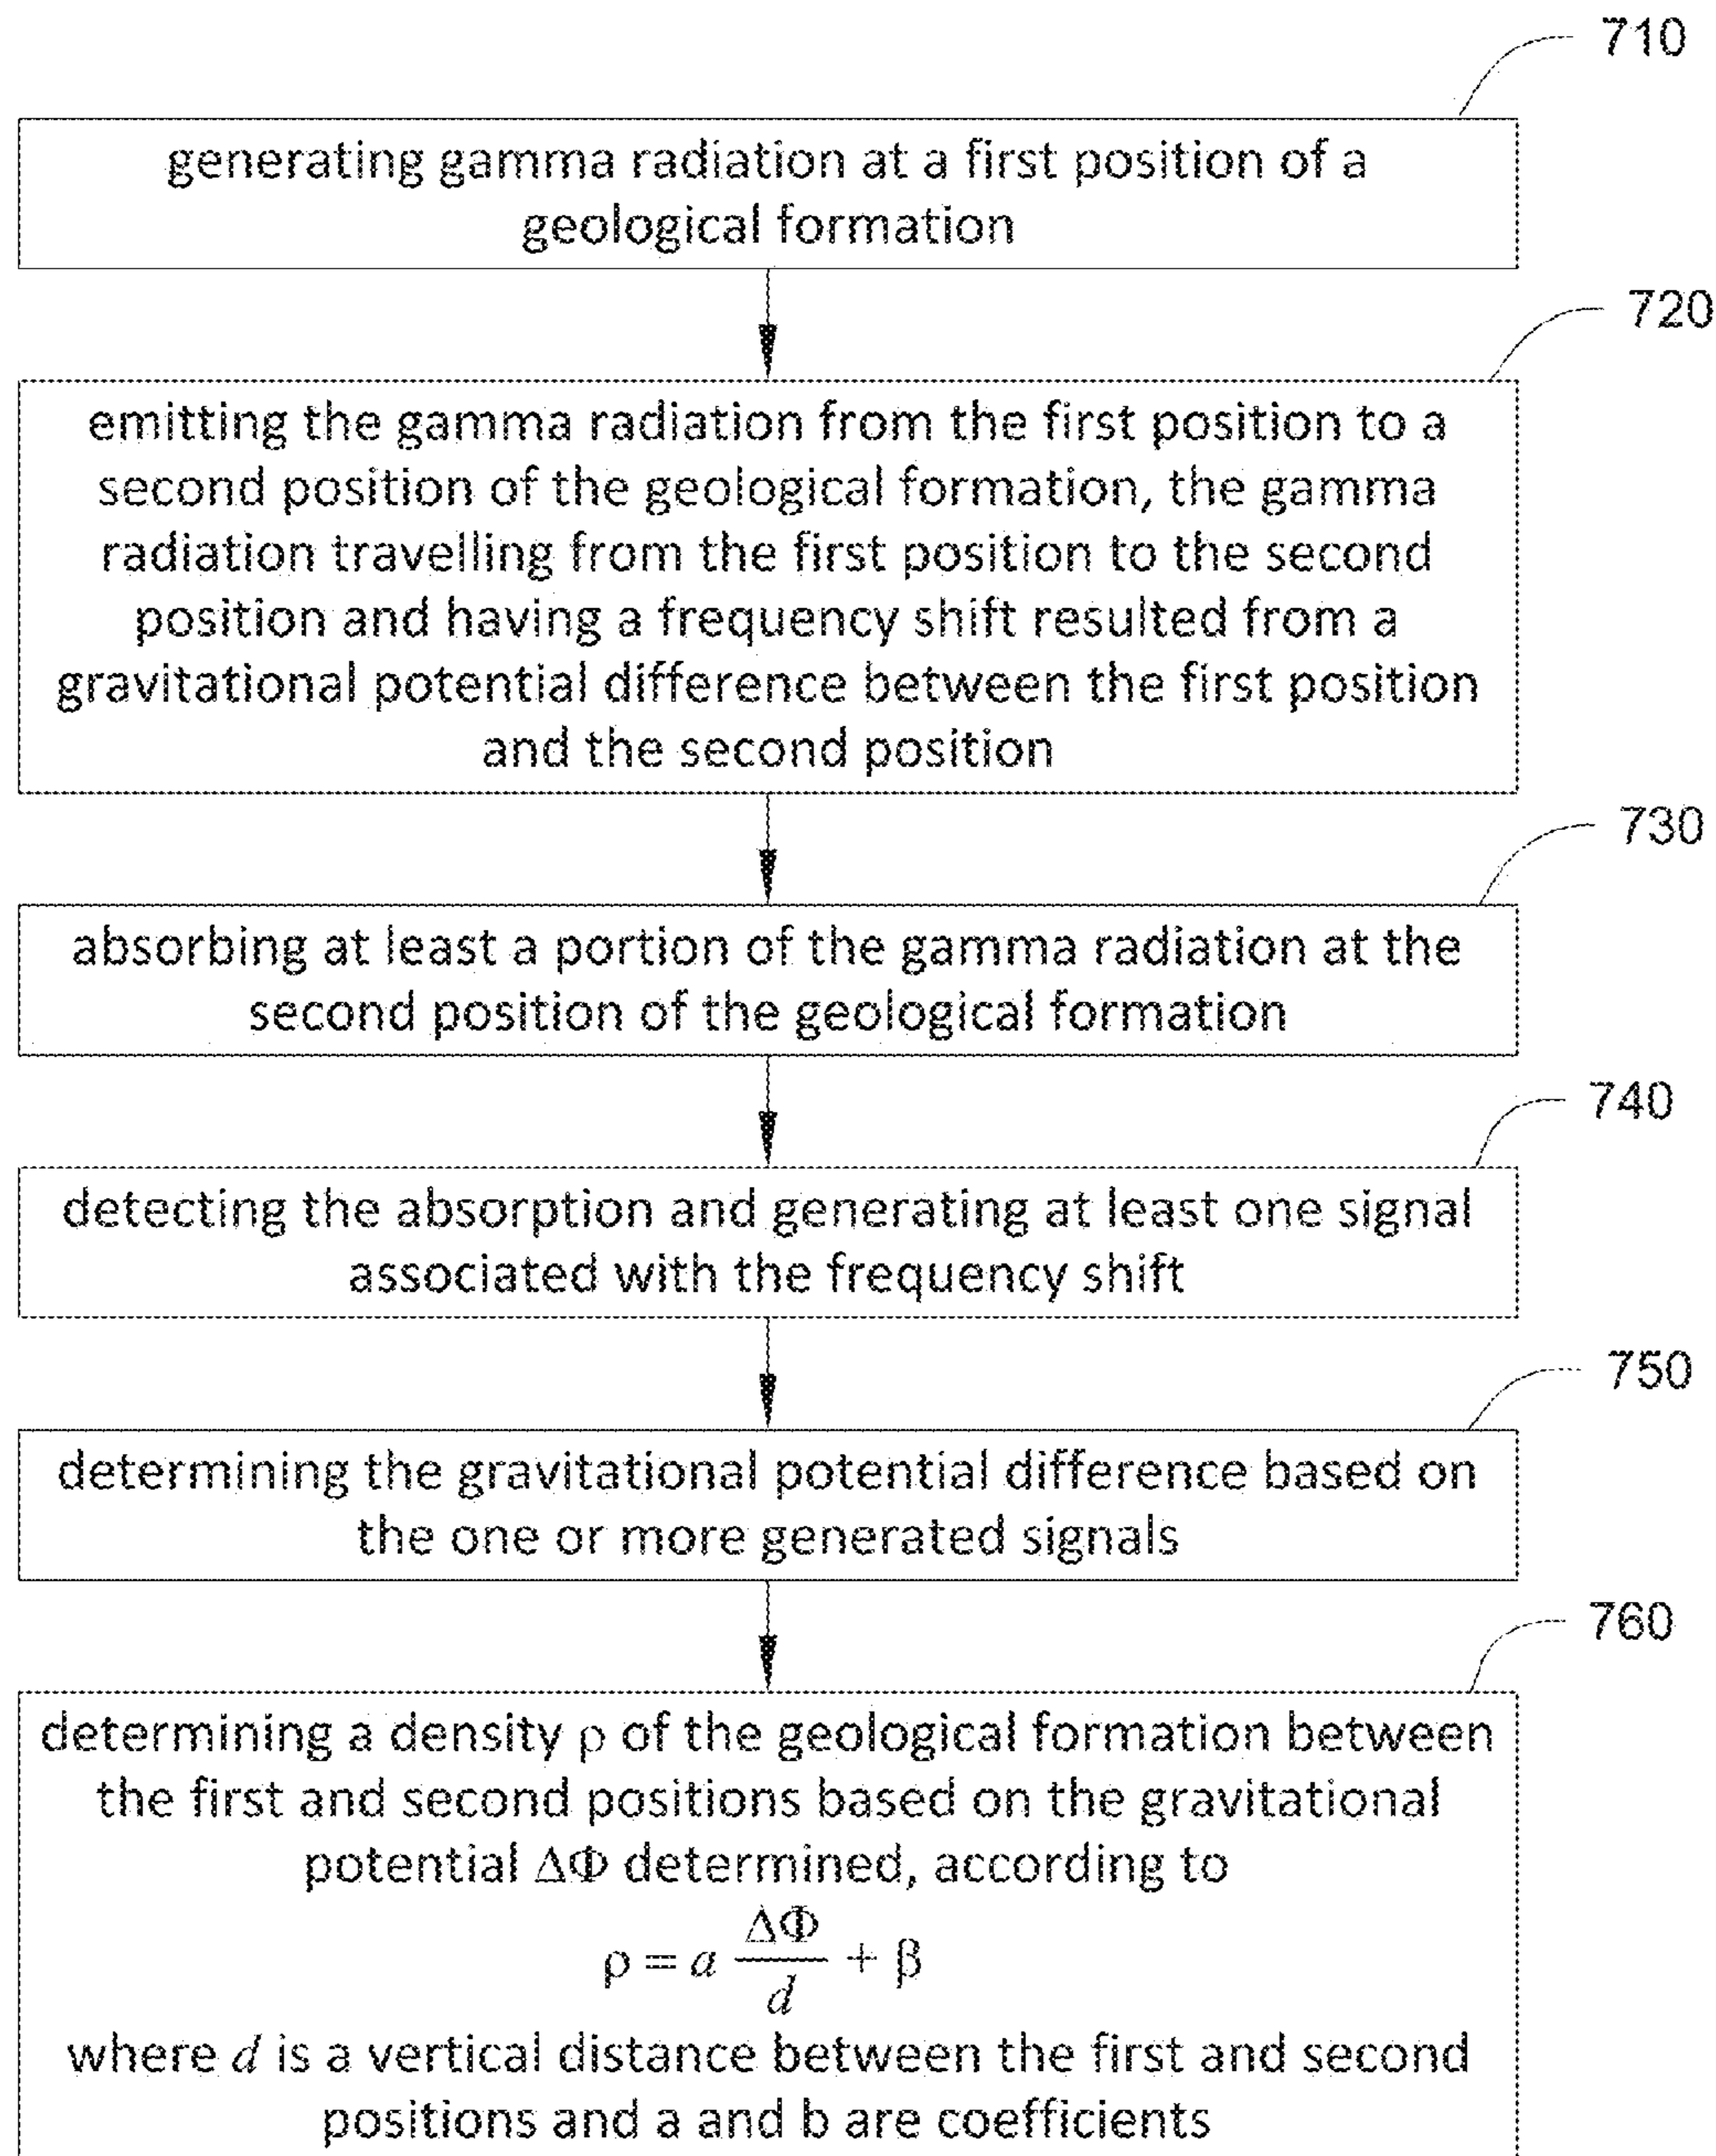 710
generating gamma radiation at a first position of a
geological formation
720
emitting the gamma radiation from the first position to a
second position of the geological formation, the gamma
radiation travelling from the first position to the second
position and having a frequency shift resulted from a
gravitational potential difference between the first position
and the second position
730
absorbing at least a portion of the gamma radiation at the
second position of the geological formation
740
detecting the absorption and generating at least one signal
associated with the frequency shift
750
determining the gravitational potential difference based on
the one or more generated signals
760
determining a density ρ of the geological formation between
the first and second positions based on the gravitational
potential ΔΦ determined, according to
ρ = a ΔΦ/d + β
where d is a vertical distance between the first and second
positions and a and b are coefficients